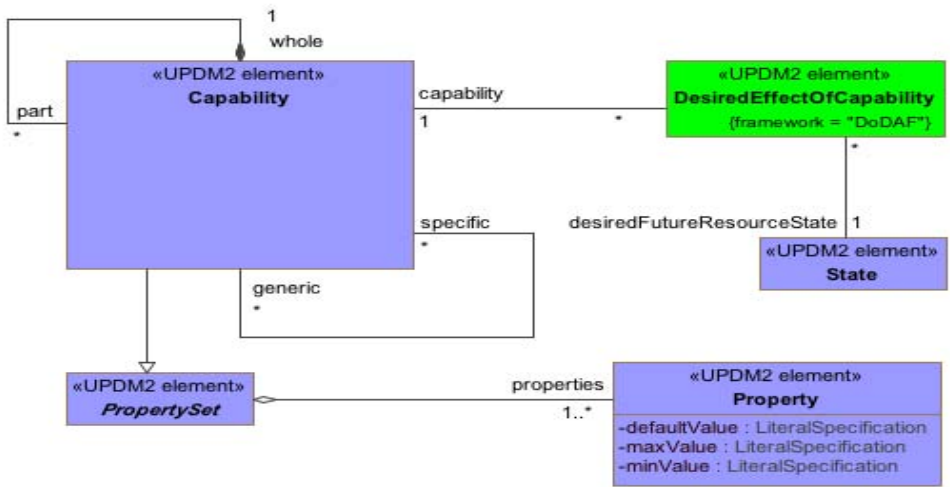 1
whole
«UPDM2 element»
Capability
part
*
capability
1
*
«UPDM2 element»
DesiredEffectOfCapability
{framework = "DoDAF"}
*
desiredFutureResourceState
1
«UPDM2 element»
State
specific
*
generic
*
«UPDM2 element»
PropertySet
properties
1..*
«UPDM2 element»
Property
-defaultValue : LiteralSpecification
-maxValue : LiteralSpecification
-minValue : LiteralSpecification